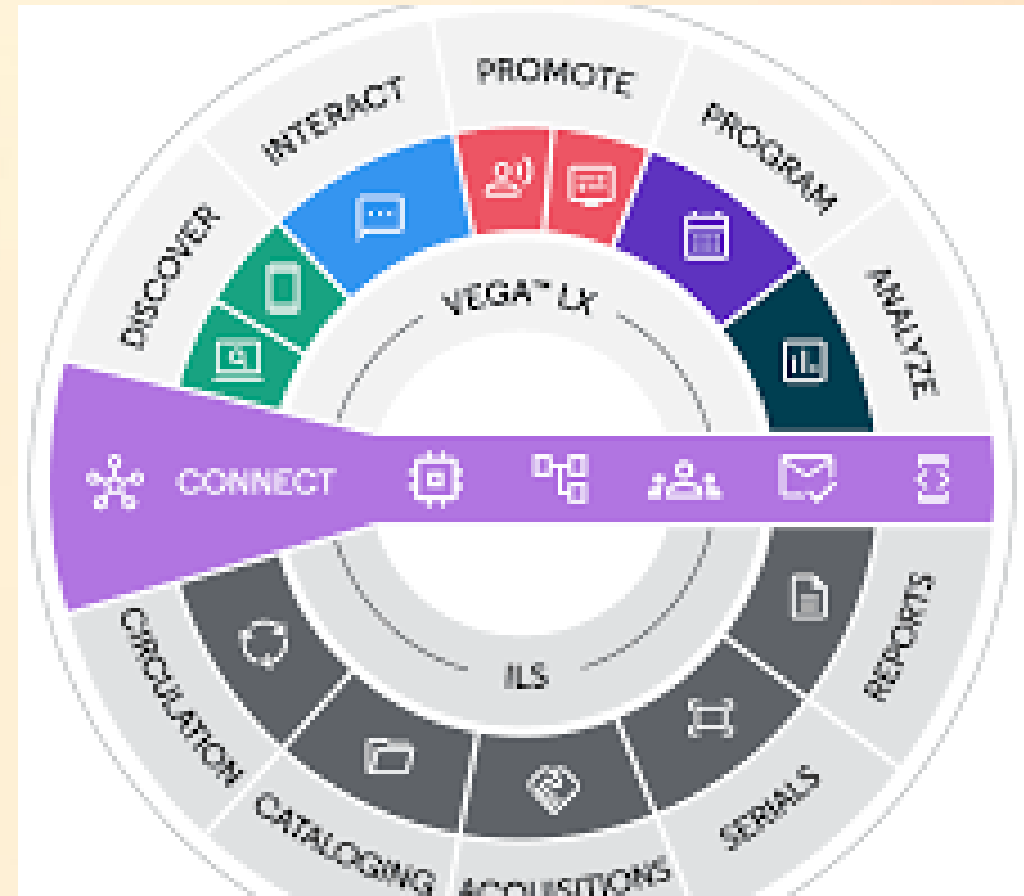 DISCOVER
INTERACT
PROMOTE
PROGRAM
ANALYZE
VEGA™ LX
CONNECT
ILS
CIRCULATION
CATALOGING
ACQUISITIONS
SERIALS
REPORTS